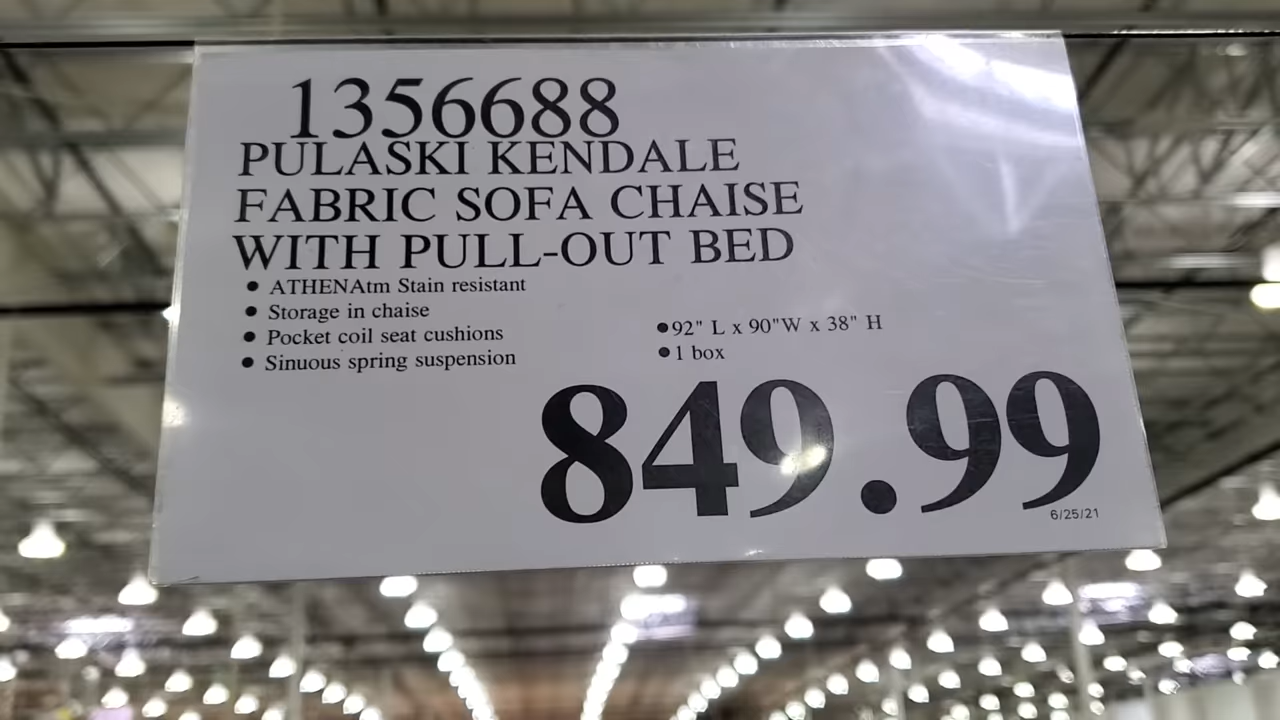 1356688
PULASKI KENDALE
FABRIC SOFA CHAISE
WITH PULL-OUT BED
● ATHENAtm Stain resistant
● Storage in chaise
● Pocket coil seat cushions
● Sinuous spring suspension
●92" L x 90"W x 38" H
●1 box
849.99
6/25/21